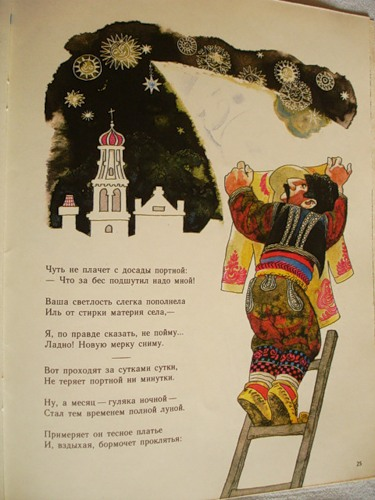 Чуть не плачет с досады портной:
— Что за бес подшутил надо мной!
Ваша светлость слегка пополнела
Иль от стирки материя села,—
Я, по правде сказать, не пойму...
Ладно! Новую мерку сниму.
Вот проходят за сутками сутки,
Не теряет портной ни минутки.
Ну, а месяц — гуляка ночной —
Стал тем временем полной луной.
Примеряет он тесное платье
И, вздыхая, бормочет проклятья:
25